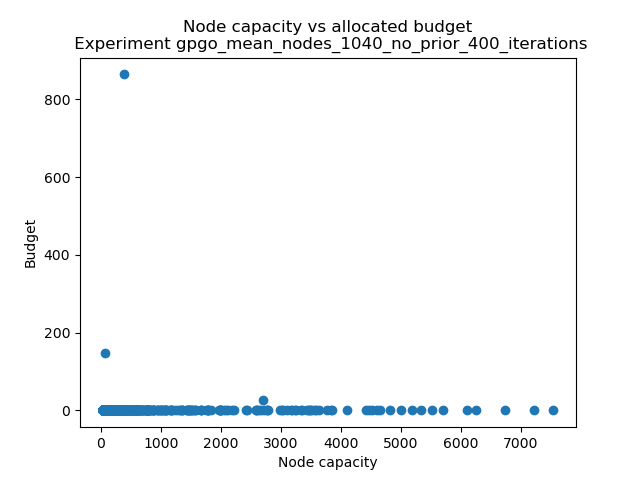 Node capacity vs allocated budget
Experiment gpgo_mean_nodes_1040_no_prior_400_iterations
800
600
400
200
0
Budget
0 1000 2000 3000 4000 5000 6000 7000
Node capacity